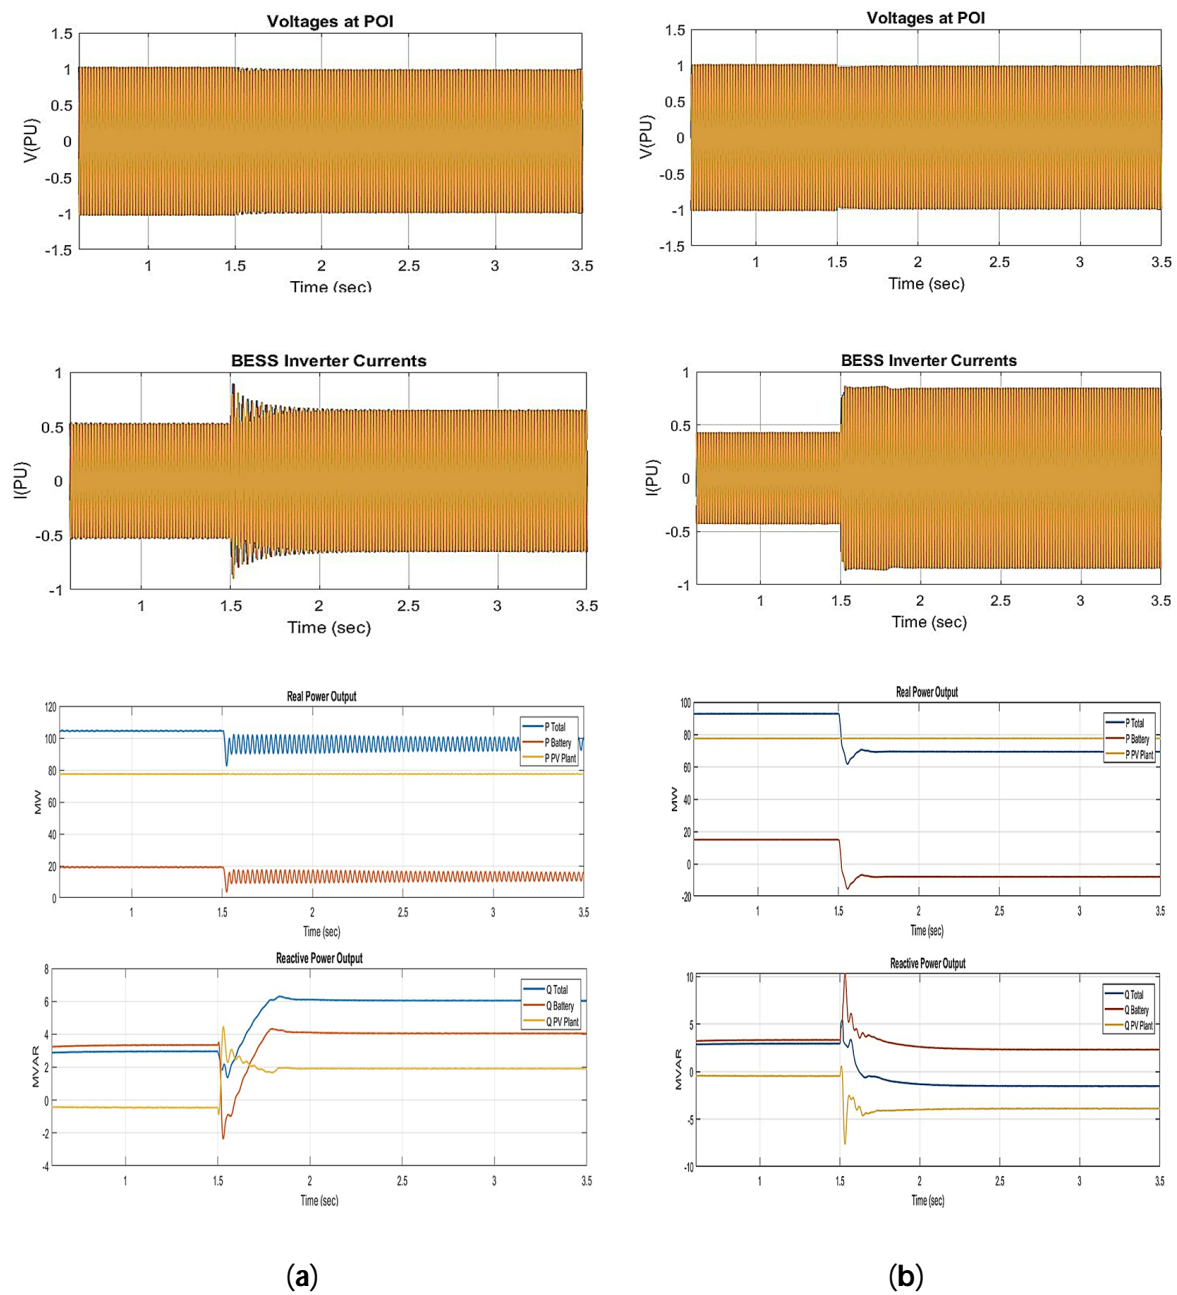 Voltages at POI
1.5
1
0.5
0
-0.5
-1
-1.5
V(PU)
1
1.5
2
2.5
3
3.5
Time (sec)
Voltages at POI
1.5
1
0.5
0
-0.5
-1
-1.5
V(PU)
1
1.5
2
2.5
3
3.5
Time (sec)
BESS Inverter Currents
1
0.5
0
-0.5
-1
I(PU)
1
1.5
2
2.5
3
3.5
Time (sec)
BESS Inverter Currents
1
0.5
0
-0.5
-1
I(PU)
1
1.5
2
2.5
3
3.5
Time (sec)
Real Power Output
120
100
80
60
40
20
0
MW
P Total
P Battery
P PV Plant
1
1.5
2
2.5
3
3.5
Time (sec)
Real Power Output
100
80
60
40
20
0
-20
MW
P Total
P Battery
P PV Plant
1
1.5
2
2.5
3
3.5
Time (sec)
Reactive Power Output
8
6
4
2
0
-2
-4
MVAR
Q Total
Q Battery
Q PV Plant
1
1.5
2
2.5
3
3.5
Time (sec)
Reactive Power Output
10
5
0
-5
-10
MVAR
Q Total
Q Battery
Q PV Plant
1
1.5
2
2.5
3
3.5
Time (sec)
(a)
(b)